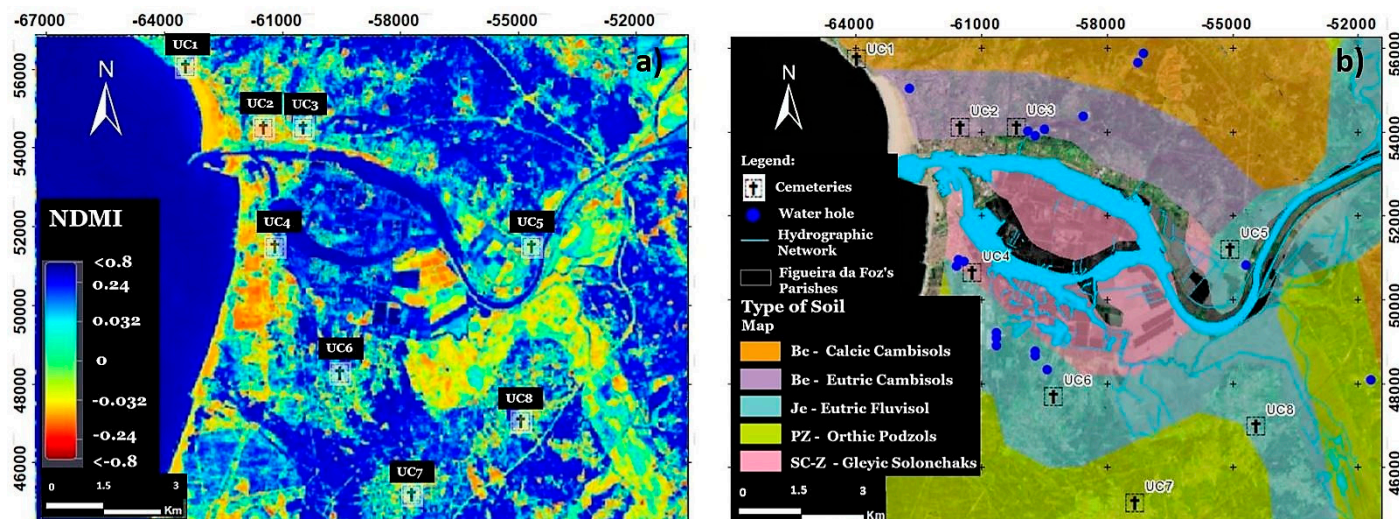 -67000 -64000 -61000 -58000 -55000 -52000
56000
54000
52000
50000
48000
46000
a)
N
UC1
UC2 UC3
UC4
UC5
UC6
UC8
UC7
NDMI
<0.8
0.24
0.032
0
-0.032
-0.24
<-0.8
0 1.5 3
Km
-64000 -61000 -58000 -55000 -52000
56000
54000
52000
50000
48000
46000
b)
N
UC1
UC2 UC3
UC4
UC5
UC6
UC8
UC7
Legend:
Cemeteries
Water hole
Hydrographic
Network
Figueira da Foz's
Parishes
Type of Soil
Map
Bc - Calcic Cambisols
Be - Eutric Cambisols
Je - Eutric Fluvisol
PZ - Orthic Podzols
SC-Z - Gleyic Solonchaks
0 1.5 3
Km